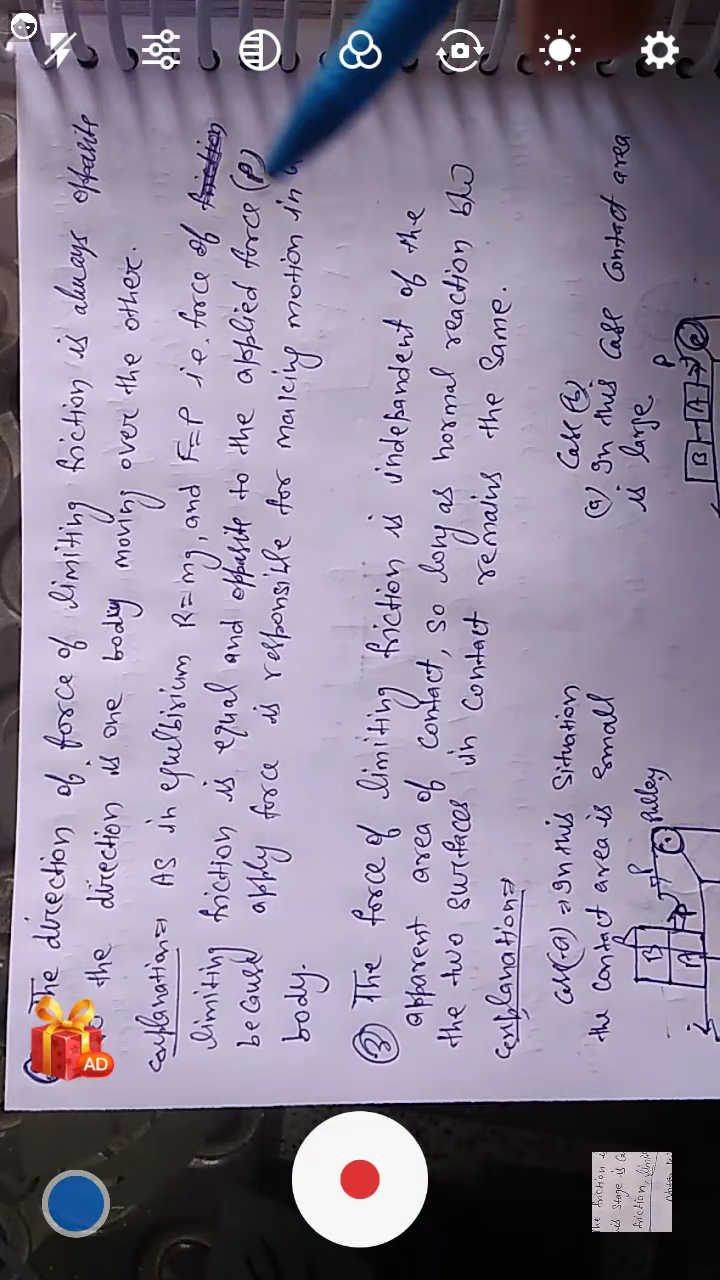 The direction of force of limiting friction is always opposite
the direction is one body moving over the other.
explanation⇒ AS in equilbirium R=mg, and F=P i.e. force of
limiting friction is equal and opposite to the applied force (P)
because apply force is responsible for making motion in
body.
③ The force of limiting friction is independent of the
apparent area of contact, so long as normal reaction b/w
the two surfaces in contact remains the same.
explanation⇒
case(a)⇒ In this situation
the contact area is small
B
A
P
pulley
Case (b)
(a) In this case contact area
is large
B
A
P
AD